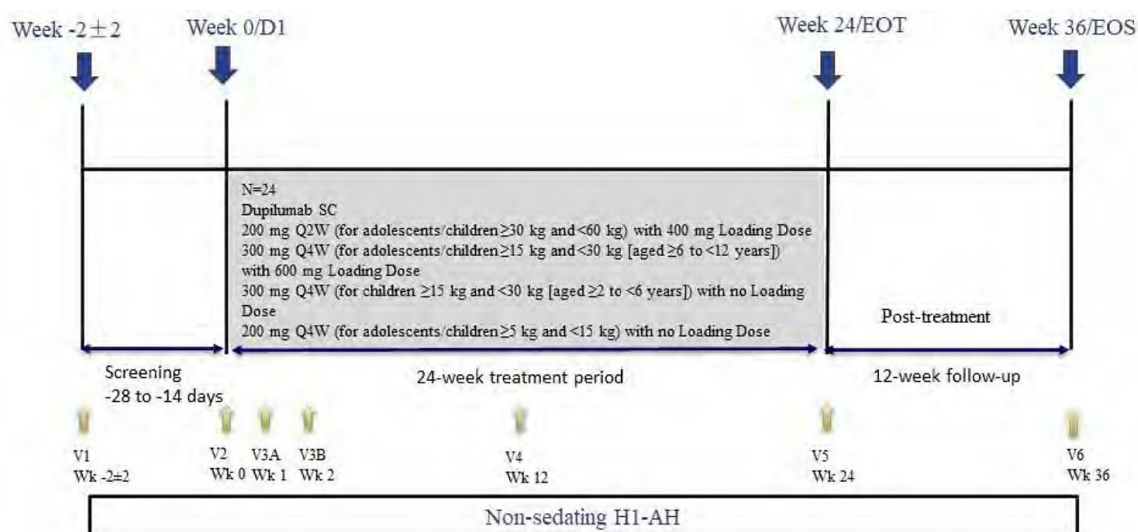 Week -2±2
Week 0/D1
Week 24/EOT
Week 36/EOS
N=24
Dupilumab SC
200 mg Q2W (for adolescents/children≥30 kg and<60 kg) with 400 mg Loading Dose
300 mg Q4W (for adolescents/children≥15 kg and<30 kg [aged ≥6 to <12 years])
with 600 mg Loading Dose
300 mg Q4W (for children ≥15 kg and <30 kg [aged ≥2 to <6 years]) with no Loading
Dose
200 mg Q4W (for adolescents/children≥5 kg and <15 kg) with no Loading Dose
Post-treatment
Screening
-28 to -14 days
24-week treatment period
12-week follow-up
V1
Wk -2±2
V2
Wk 0
V3A
Wk 1
V3B
Wk 2
V4
Wk 12
V5
Wk 24
V6
Wk 36
Non-sedating H1-AH